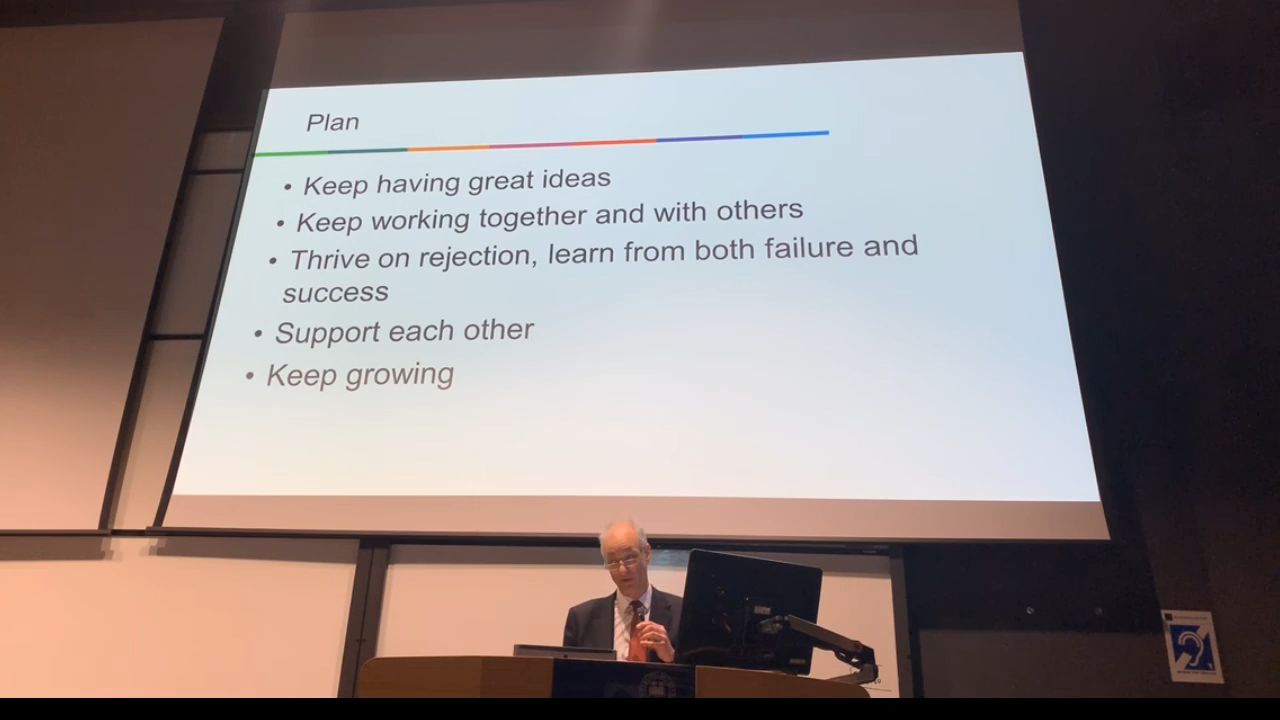 Plan
• Keep having great ideas
• Keep working together and with others
• Thrive on rejection, learn from both failure and
success
• Support each other
• Keep growing